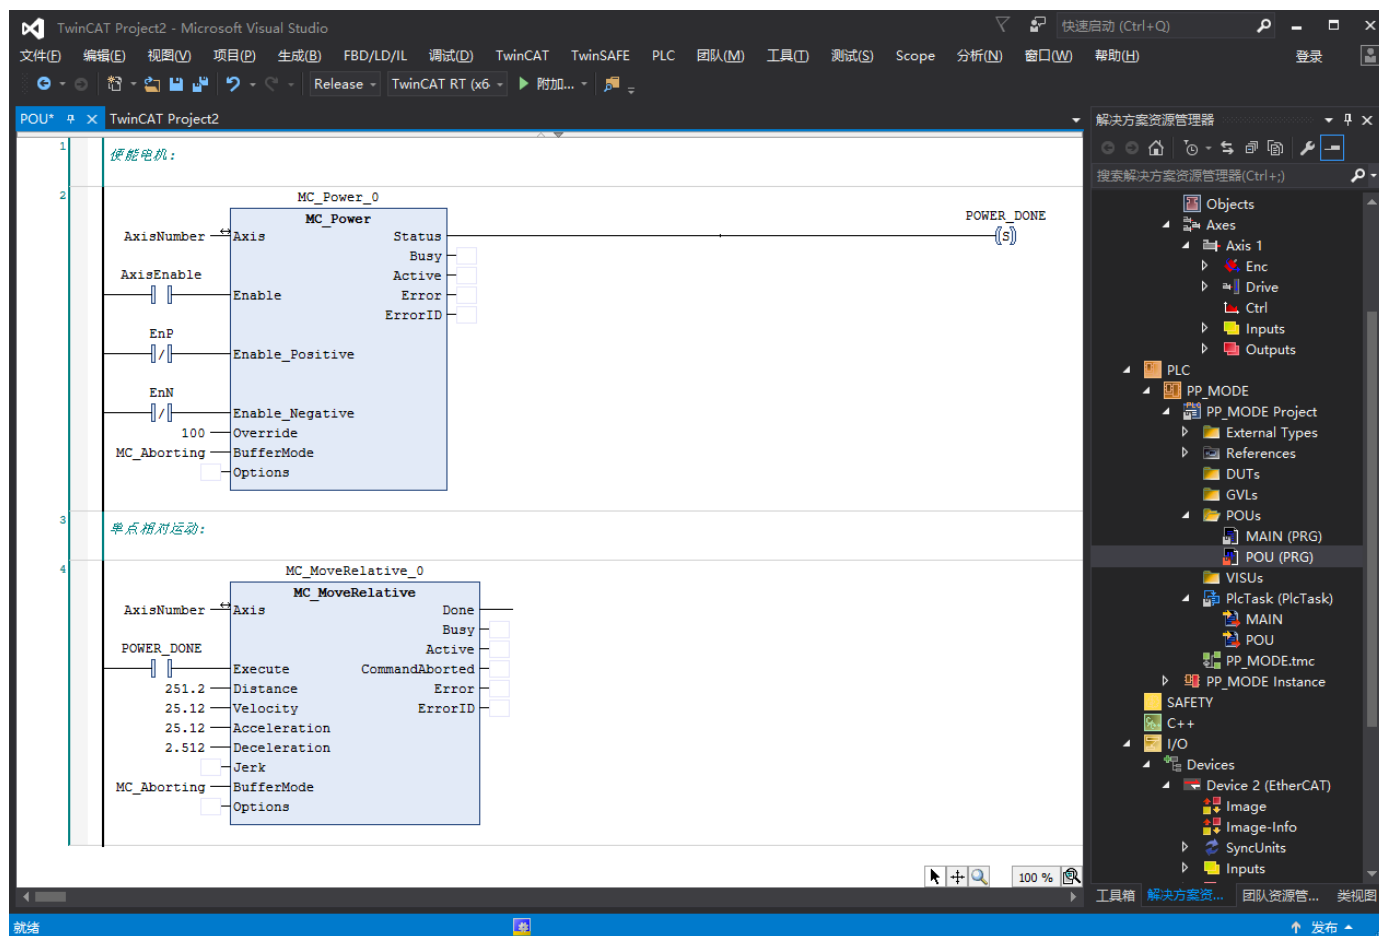 TwinCAT Project2 - Microsoft Visual Studio
快速启动 (Ctrl+Q)
文件(F) 编辑(E) 视图(V) 项目(P) 生成(B) FBD/LD/IL 调试(D) TwinCAT TwinSAFE PLC 团队(M) 工具(T) 测试(S) Scope 分析(N) 窗口(W) 帮助(H) 登录
Release TwinCAT RT (x6 附加...
POU* TwinCAT Project2
1
使能电机：
2
MC_Power_0
MC_Power
POWER_DONE
AxisNumber Axis Status (S)
Busy
AxisEnable Active
Enable Error
ErrorID
EnP
Enable_Positive
EnN
Enable_Negative
100 Override
MC_Aborting BufferMode
Options
3
单点相对运动：
4
MC_MoveRelative_0
MC_MoveRelative
AxisNumber Axis Done
Busy
POWER_DONE Active
Execute CommandAborted
251.2 Distance Error
25.12 Velocity ErrorID
25.12 Acceleration
2.512 Deceleration
Jerk
MC_Aborting BufferMode
Options
100 %
解决方案资源管理器
搜索解决方案资源管理器(Ctrl+;)
Objects
Axes
Axis 1
Enc
Drive
Ctrl
Inputs
Outputs
PLC
PP_MODE
PP_MODE Project
External Types
References
DUTs
GVLs
POUs
MAIN (PRG)
POU (PRG)
VISUs
PlcTask (PlcTask)
MAIN
POU
PP_MODE.tmc
PP_MODE Instance
SAFETY
C++
I/O
Devices
Device 2 (EtherCAT)
Image
Image-Info
SyncUnits
Inputs
工具箱 解决方案资... 团队资源管... 类视图
就绪
发布